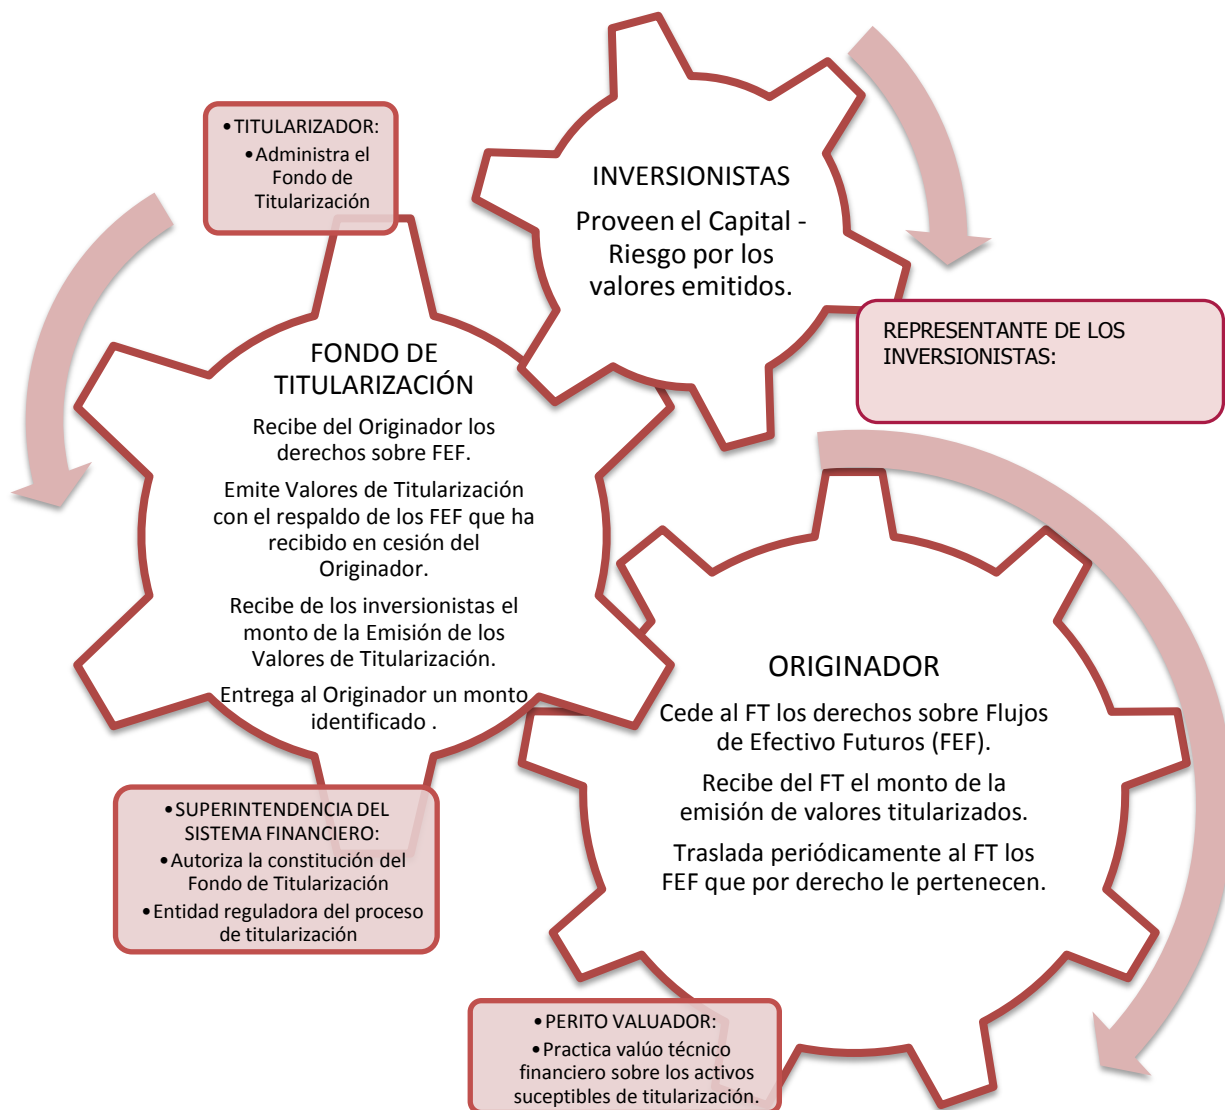 •TITULARIZADOR:
•Administra el
Fondo de
Titularización
INVERSIONISTAS
Proveen el Capital -
Riesgo por los
valores emitidos.
REPRESENTANTE DE LOS
INVERSIONISTAS:
FONDO DE
TITULARIZACIÓN
Recibe del Originador los
derechos sobre FEF.
Emite Valores de Titularización
con el respaldo de los FEF que ha
recibido en cesión del
Originador.
Recibe de los inversionistas el
monto de la Emisión de los
Valores de Titularización.
Entrega al Originador un monto
identificado .
ORIGINADOR
Cede al FT los derechos sobre Flujos
de Efectivo Futuros (FEF).
Recibe del FT el monto de la
emisión de valores titularizados.
Traslada periódicamente al FT los
FEF que por derecho le pertenecen.
•SUPERINTENDENCIA DEL
SISTEMA FINANCIERO:
•Autoriza la constitución del
Fondo de Titularización
•Entidad reguladora del proceso
de titularización
•PERITO VALUADOR:
•Practica valúo técnico
financiero sobre los activos
suceptibles de titularización.